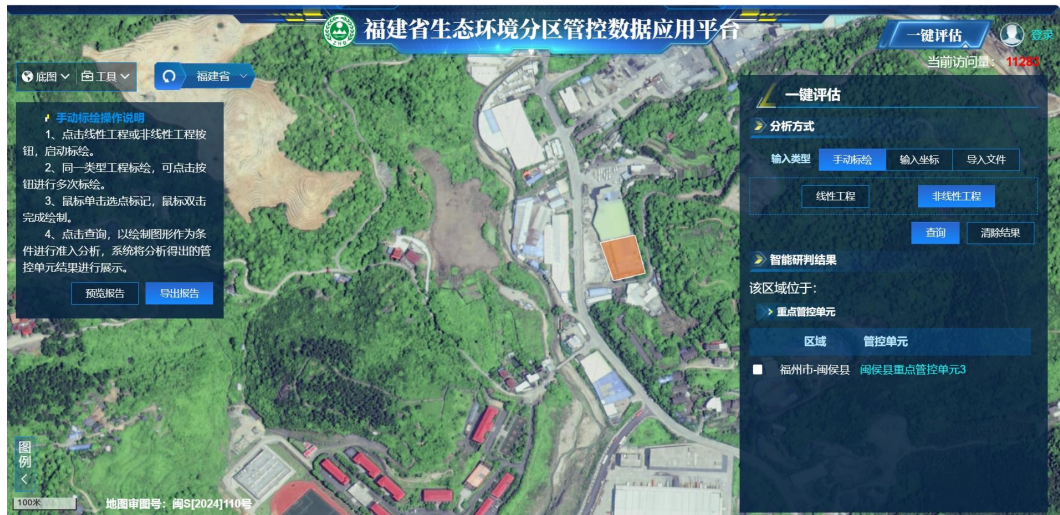 福建省生态环境分区管控数据应用平台
一键评估
登录
当前访问量：11283
底图
工具
福建省
手动标绘操作说明
1、点击线性工程或非线性工程按
钮，启动标绘。
2、同一类型工程标绘，可点击按
钮进行多次标绘。
3、鼠标单击选点标记，鼠标双击
完成绘制。
4、点击查询，以绘制图形作为条
件进行准入分析，系统将分析得出的管
控单元结果进行展示。
预览报告 导出报告
一键评估
分析方式
输入类型 手动标绘 输入坐标 导入文件
线性工程 非线性工程
查询 清除结果
智能研判结果
该区域位于：
重点管控单元
区域 管控单元
福州市-闽侯县 闽侯县重点管控单元3
图
例
100米
地图审图号：闽S[2024]110号